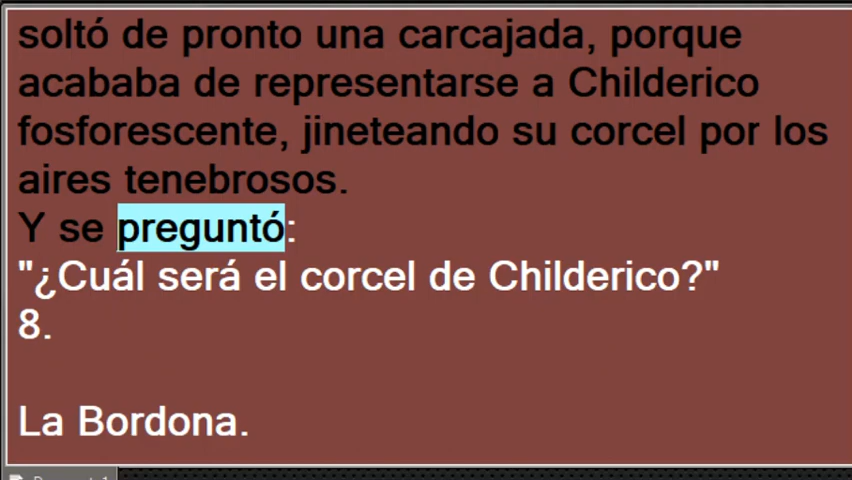 soltó de pronto una carcajada, porque
acababa de representarse a Childerico
fosforescente, jineteando su corcel por los
aires tenebrosos.
Y se preguntó:
"¿Cuál será el corcel de Childerico?"
8.
La Bordona.